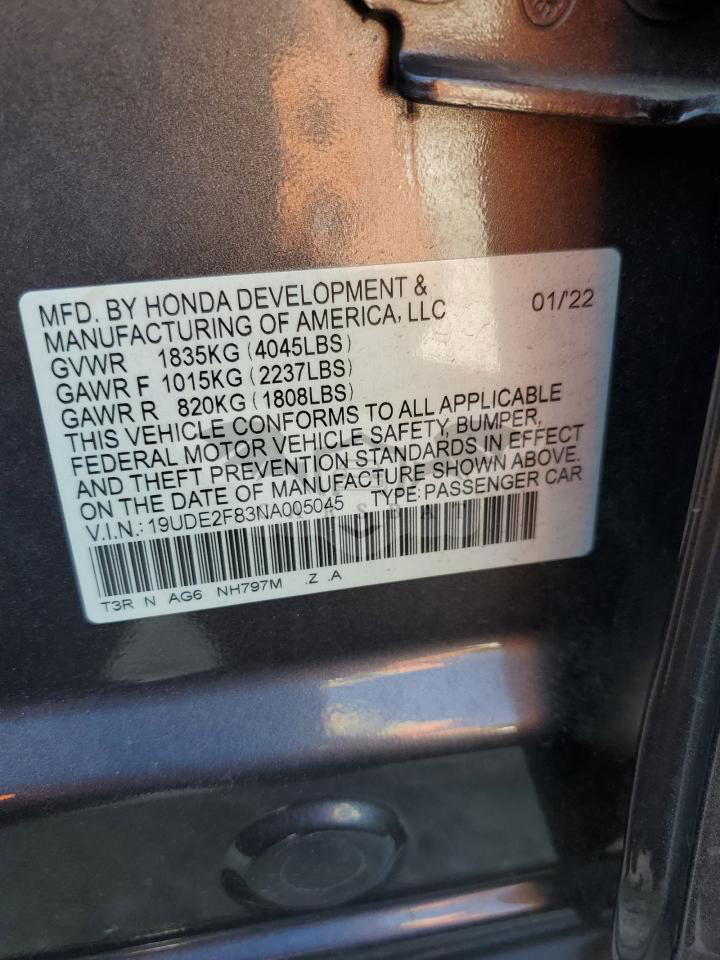 MFD. BY HONDA DEVELOPMENT & 01/'22
MANUFACTURING OF AMERICA, LLC
GVWR 1835KG (4045LBS)
GAWR F 1015KG (2237LBS)
GAWR R 820KG (1808LBS)
THIS VEHICLE CONFORMS TO ALL APPLICABLE
FEDERAL MOTOR VEHICLE SAFETY, BUMPER,
AND THEFT PREVENTION STANDARDS IN EFFECT
ON THE DATE OF MANUFACTURE SHOWN ABOVE.
V.I.N.: 19UDE2F83NA005045 TYPE: PASSENGER CAR
T3R N AG6 NH797M .Z .A